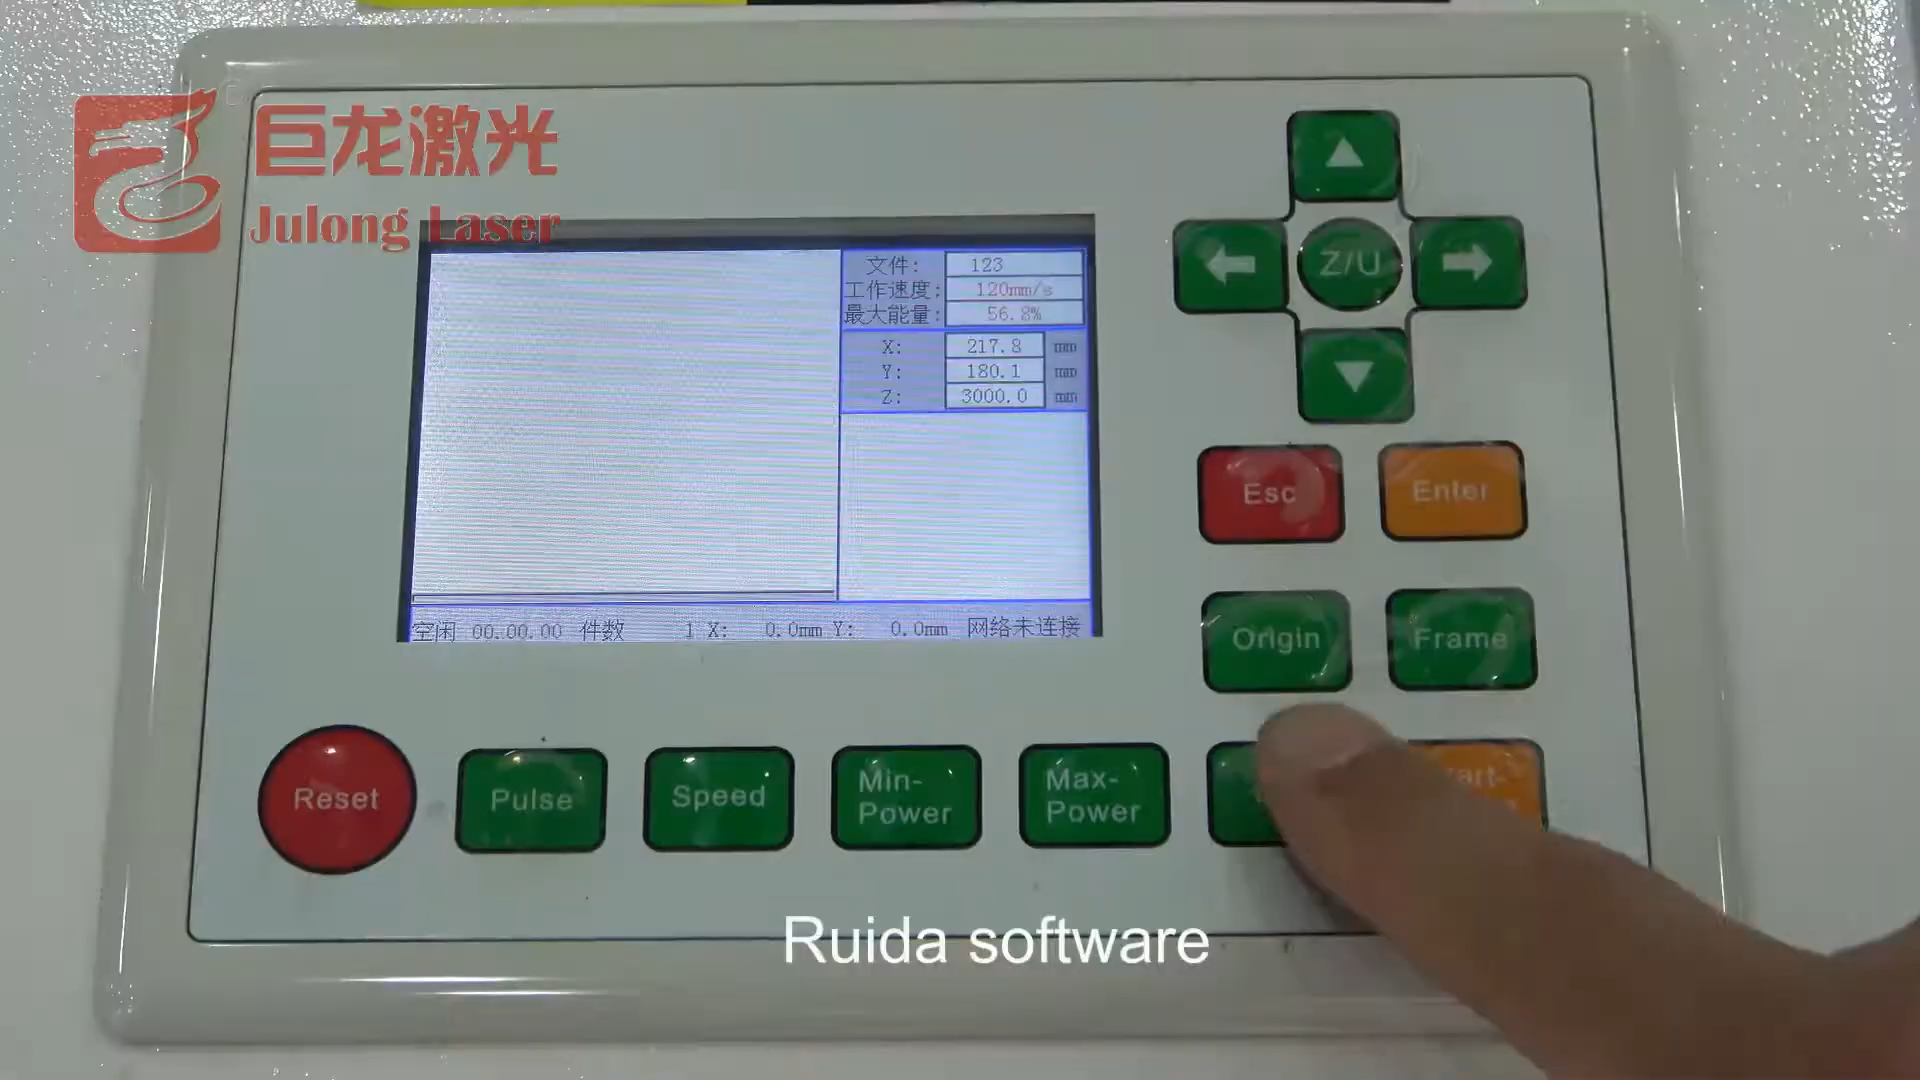 巨龙激光
Julong Laser
文件: 123
工作速度: 120mm/s
最大能量: 56.8%
X: 217.8 mm
Y: 180.1 mm
Z: 3000.0 mm
空闲 00.00.00 件数 1 X: 0.0mm Y: 0.0mm 网络未连接
Z/U
Esc
Enter
Origin
Frame
Reset
Pulse
Speed
Min-
Power
Max-
Power
Ruida software